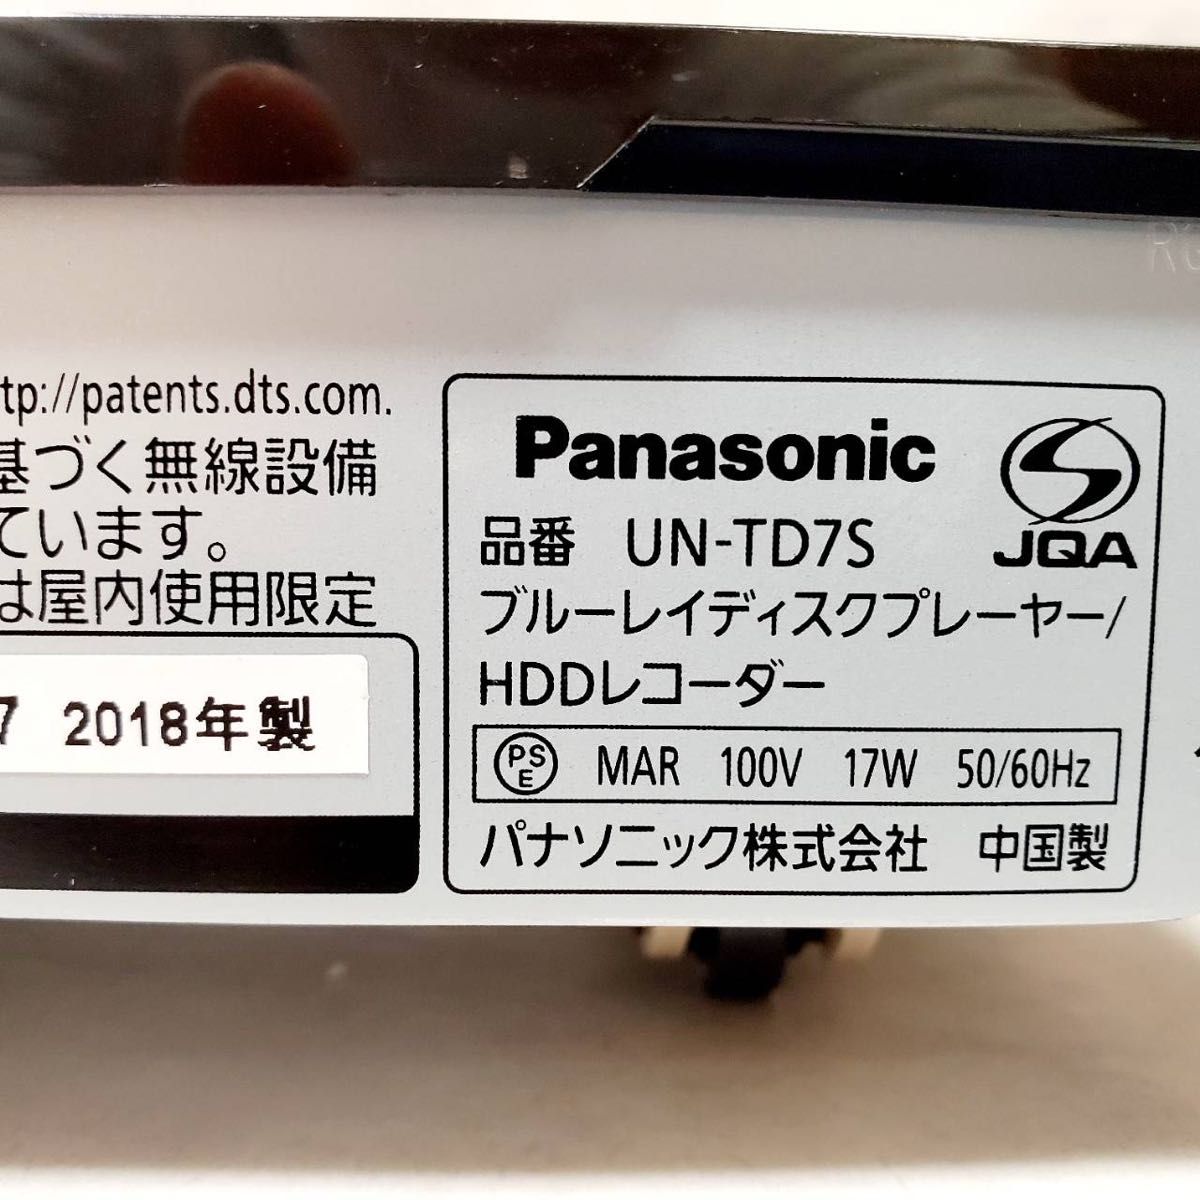 tp://patents.dts.com.
基づく無線設備
ています。
は屋内使用限定
7 2018年製
Panasonic
JQA
品番 UN-TD7S
ブルーレイディスクプレーヤー/
HDDレコーダー
PSE MAR 100V 17W 50/60Hz
パナソニック株式会社 中国製